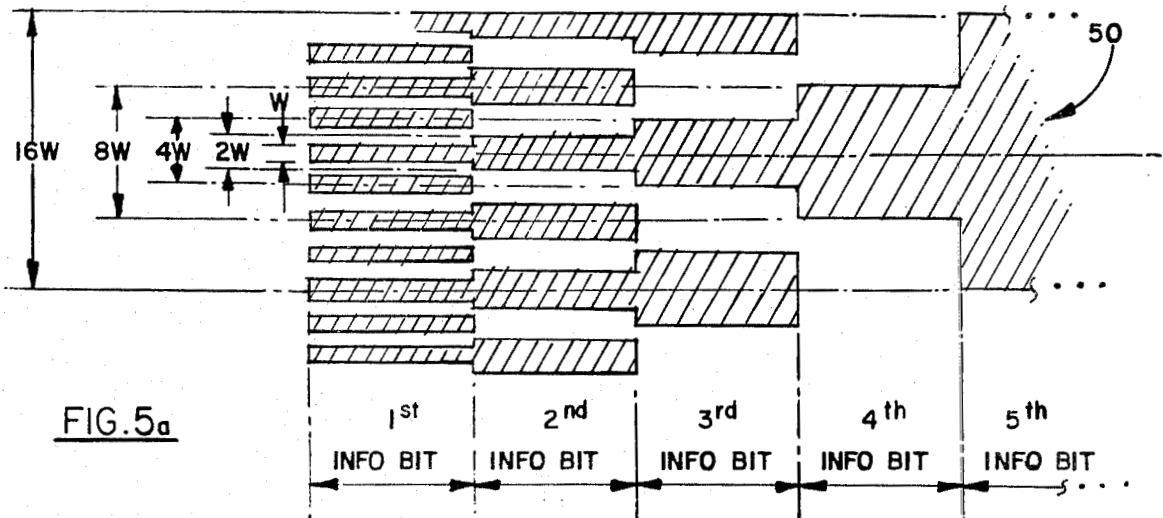 50
W
16W 8W 4W 2W
FIG.5a
1st 2nd 3rd 4th 5th
INFO BIT INFO BIT INFO BIT INFO BIT INFO BIT